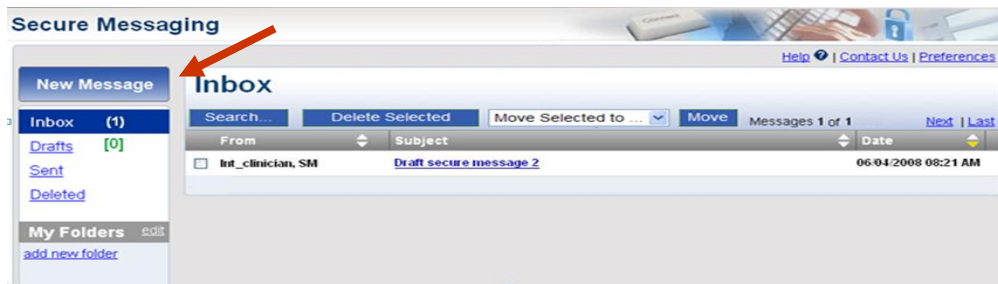 Secure Messaging
Connect
Help ? | Contact Us | Preferences
New Message
Inbox
Search... Delete Selected Move Selected to ... Move Messages 1 of 1 Next | Last
Inbox (1)
Drafts [0]
Sent
Deleted
From Subject Date
Int_clinician, SM Draft secure message 2 06/04/2008 08:21 AM
My Folders edit
add new folder